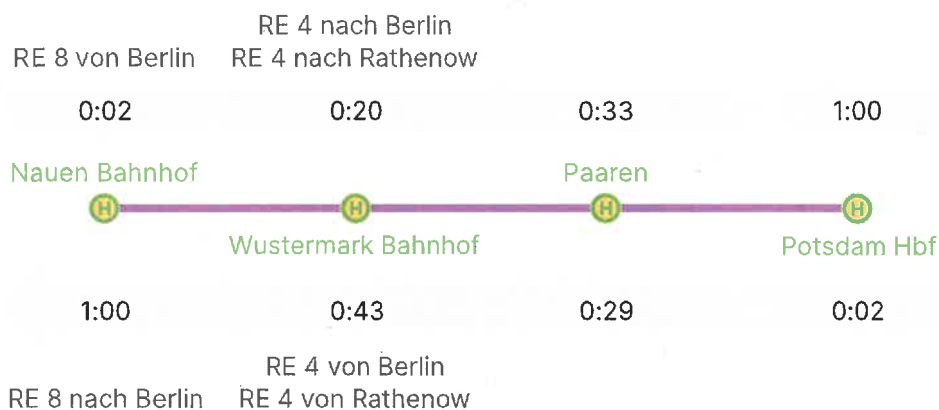 RE 4 nach Berlin
RE 8 von Berlin RE 4 nach Rathenow
0:02 0:20 0:33 1:00
Nauen Bahnhof Paaren
H H H H
Wustermark Bahnhof Potsdam Hbf
1:00 0:43 0:29 0:02
RE 4 von Berlin
RE 8 nach Berlin RE 4 von Rathenow